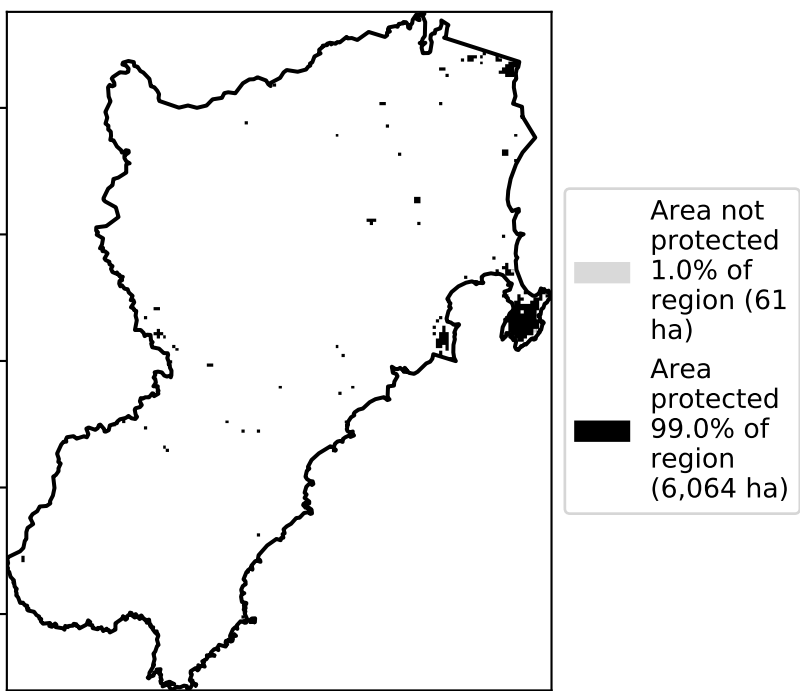 Area not
protected
1.0% of
region (61
ha)
Area
protected
99.0% of
region
(6,064 ha)